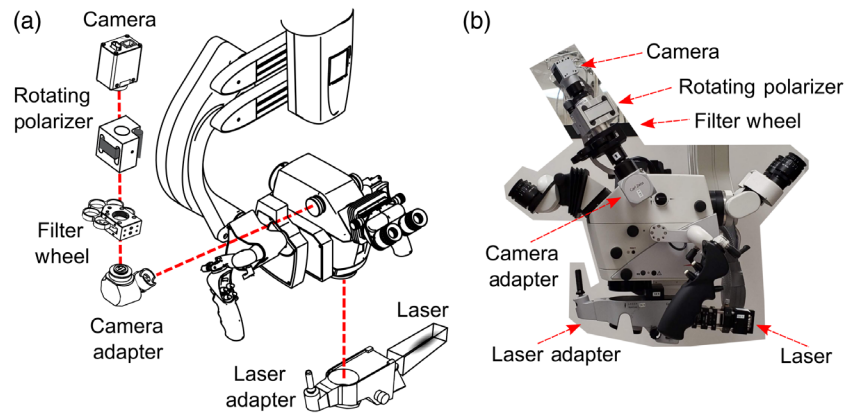 (a)
Camera
Rotating
polarizer
Filter
wheel
Camera
adapter
Laser
Laser
adapter
(b)
Camera
Rotating polarizer
Filter wheel
Camera
adapter
Laser adapter
Laser